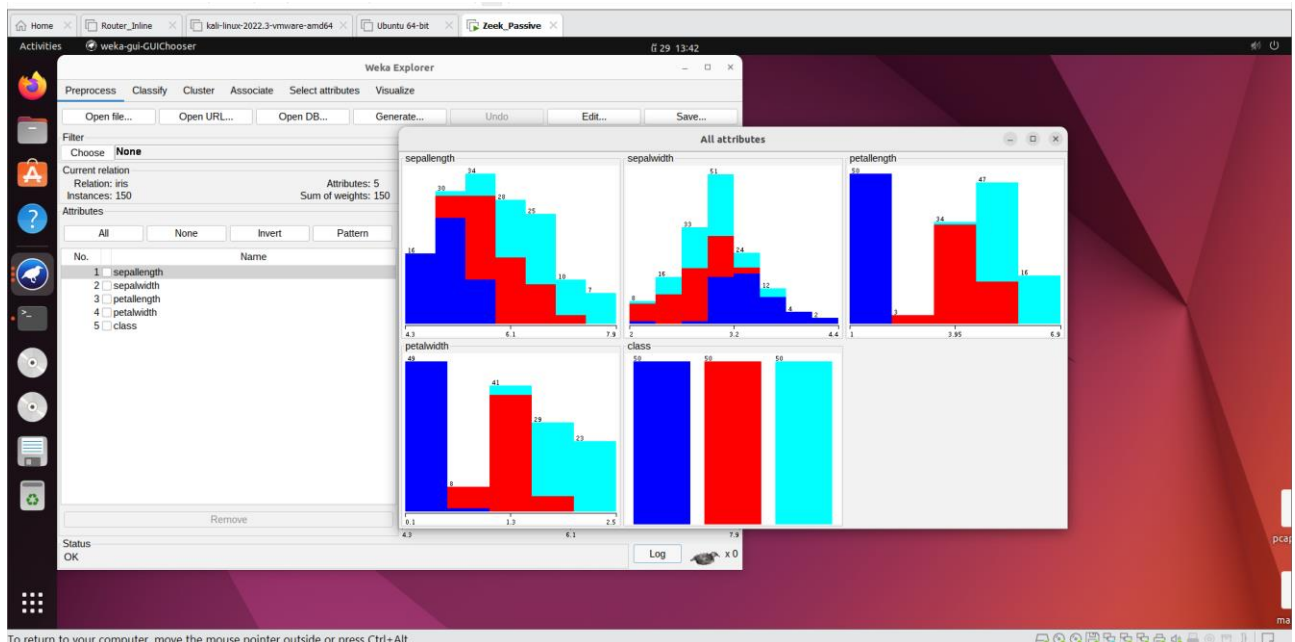 Home Router_Inline kali-linux-2022.3-vmware-amd64 Ubuntu 64-bit Zeek_Passive
Activities weka-gui-GUIChooser 29 13:42
Weka Explorer
Preprocess Classify Cluster Associate Select attributes Visualize
Open file... Open URL... Open DB... Generate... Undo Edit... Save...
Filter
Choose None
Current relation
Relation: iris Attributes: 5
Instances: 150 Sum of weights: 150
Attributes
All None Invert Pattern
No. Name
1 sepallength
2 sepalwidth
3 petallength
4 petalwidth
5 class
Remove
Status
OK
Log x 0
4.3 6.1 7.9
All attributes
sepallength
16 30 34 28 25 10 7
4.3 6.1 7.9
sepalwidth
8 16 33 51 24 12 4 2
2 3.2 4.4
petallength
50 3 34 47 16
1 3.95 6.9
petalwidth
49 8 41 29 23
0.1 1.3 2.5
class
50 50 50
pcap
ma
To return to your computer, move the mouse pointer outside or press Ctrl+Alt.